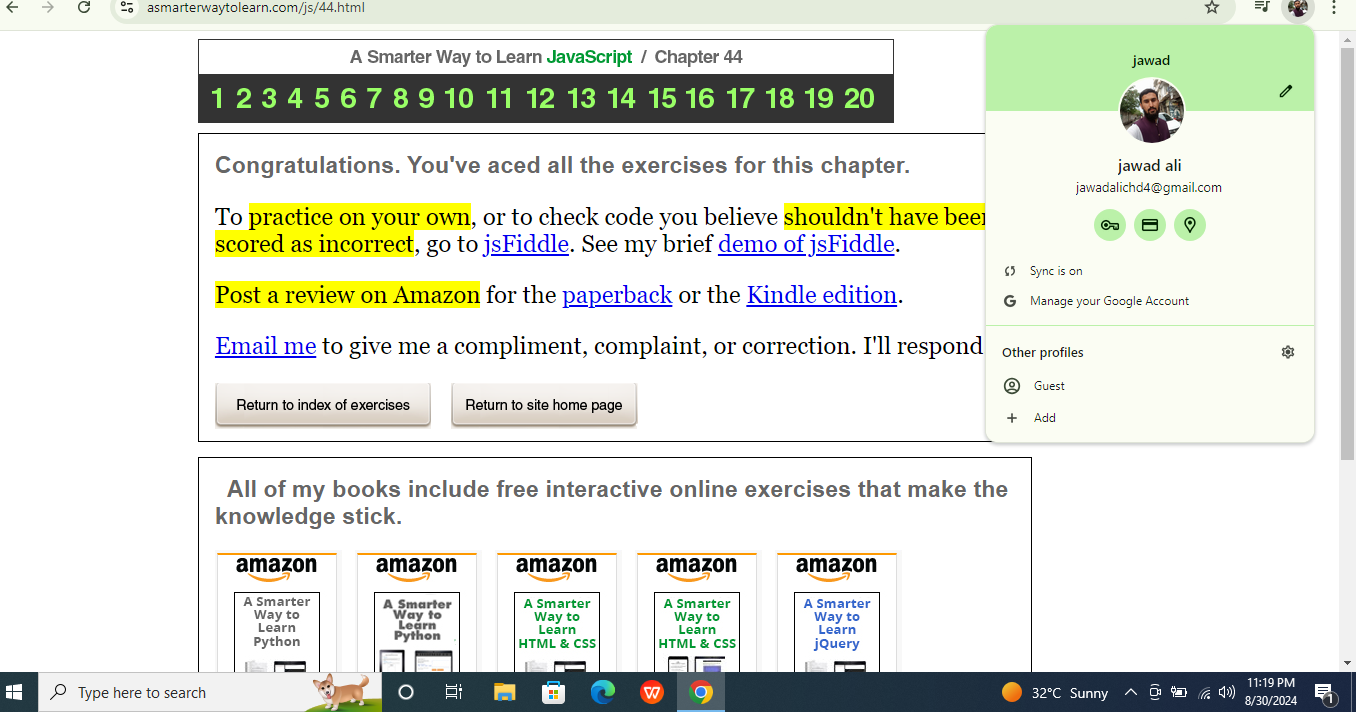 asmarterwaytolearn.com/js/44.html
A Smarter Way to Learn JavaScript / Chapter 44
1 2 3 4 5 6 7 8 9 10 11 12 13 14 15 16 17 18 19 20
Congratulations. You've aced all the exercises for this chapter.
To practice on your own, or to check code you believe shouldn't have been
scored as incorrect, go to jsFiddle. See my brief demo of jsFiddle.
Post a review on Amazon for the paperback or the Kindle edition.
Email me to give me a compliment, complaint, or correction. I'll respond
Return to index of exercises
Return to site home page
jawad
jawad ali
jawadalichd4@gmail.com
Sync is on
Manage your Google Account
Other profiles
Guest
Add
All of my books include free interactive online exercises that make the
knowledge stick.
amazon
A Smarter
Way to
Learn
Python
amazon
A Smarter
Way to
Learn
Python
amazon
A Smarter
Way to
Learn
HTML & CSS
amazon
A Smarter
Way to
Learn
HTML & CSS
amazon
A Smarter
Way to
Learn
jQuery
Type here to search
32°C Sunny
11:19 PM
8/30/2024
1